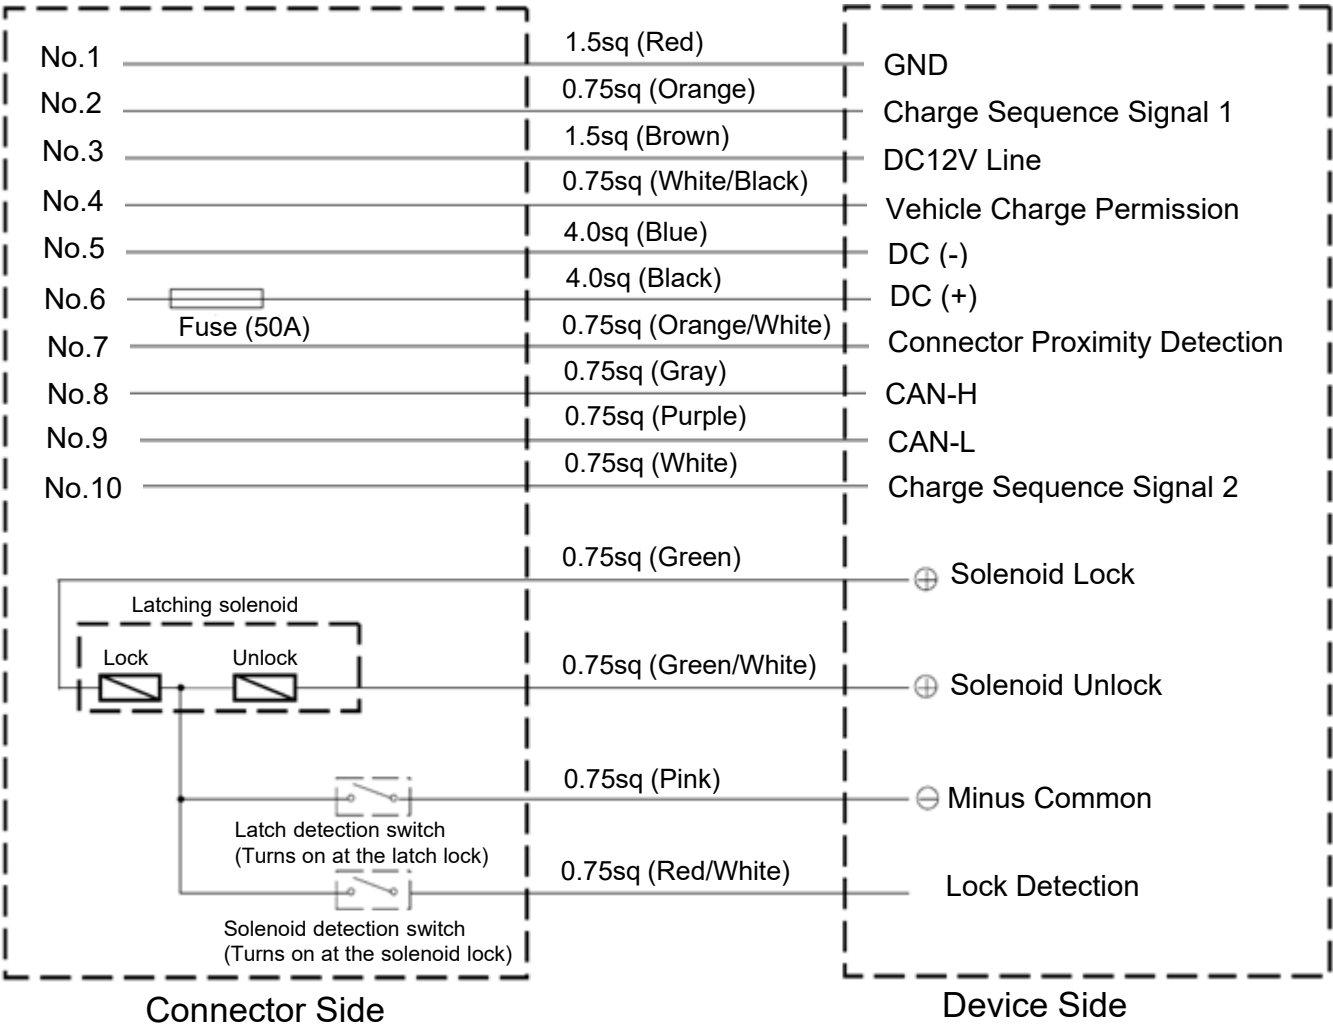 No.1
1.5sq (Red)
GND
No.2
0.75sq (Orange)
Charge Sequence Signal 1
No.3
1.5sq (Brown)
DC12V Line
No.4
0.75sq (White/Black)
Vehicle Charge Permission
No.5
4.0sq (Blue)
DC (-)
No.6
4.0sq (Black)
DC (+)
Fuse (50A)
No.7
0.75sq (Orange/White)
Connector Proximity Detection
No.8
0.75sq (Gray)
CAN-H
No.9
0.75sq (Purple)
CAN-L
No.10
0.75sq (White)
Charge Sequence Signal 2
0.75sq (Green)
Solenoid Lock
Latching solenoid
Lock
Unlock
0.75sq (Green/White)
Solenoid Unlock
0.75sq (Pink)
Minus Common
Latch detection switch
(Turns on at the latch lock)
0.75sq (Red/White)
Lock Detection
Solenoid detection switch
(Turns on at the solenoid lock)
Connector Side
Device Side